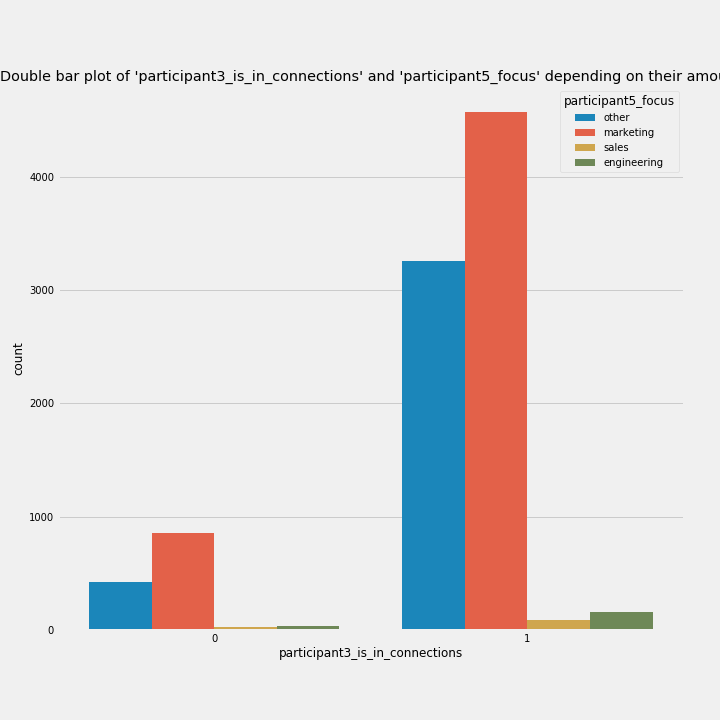 Double bar plot of 'participant3_is_in_connections' and 'participant5_focus' depending on their
participant5_focus
other
marketing
sales
engineering
4000
3000
2000
1000
0
count
0
1
participant3_is_in_connections